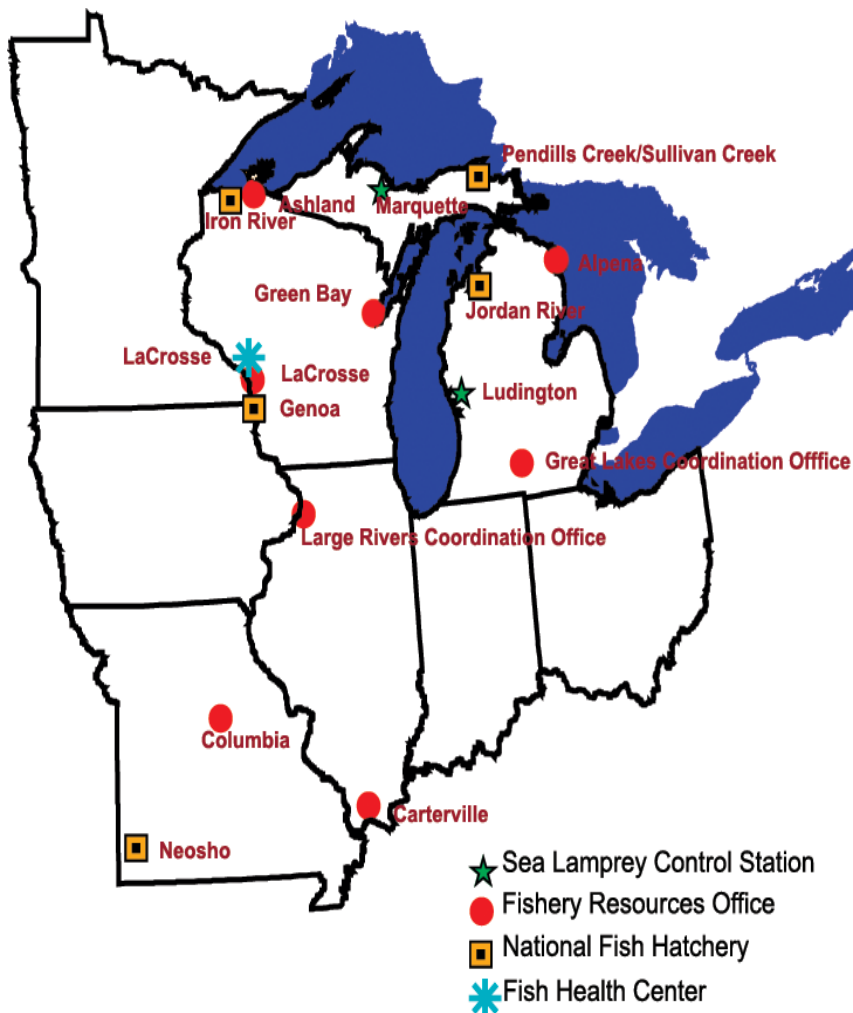 Pendills Creek/Sullivan Creek
Ashland
Marquette
Iron River
Alpena
Green Bay
Jordan River
LaCrosse
LaCrosse
Ludington
Genoa
Great Lakes Coordination Offfice
Large Rivers Coordination Office
Columbia
Carterville
Neosho
Sea Lamprey Control Station
Fishery Resources Office
National Fish Hatchery
Fish Health Center